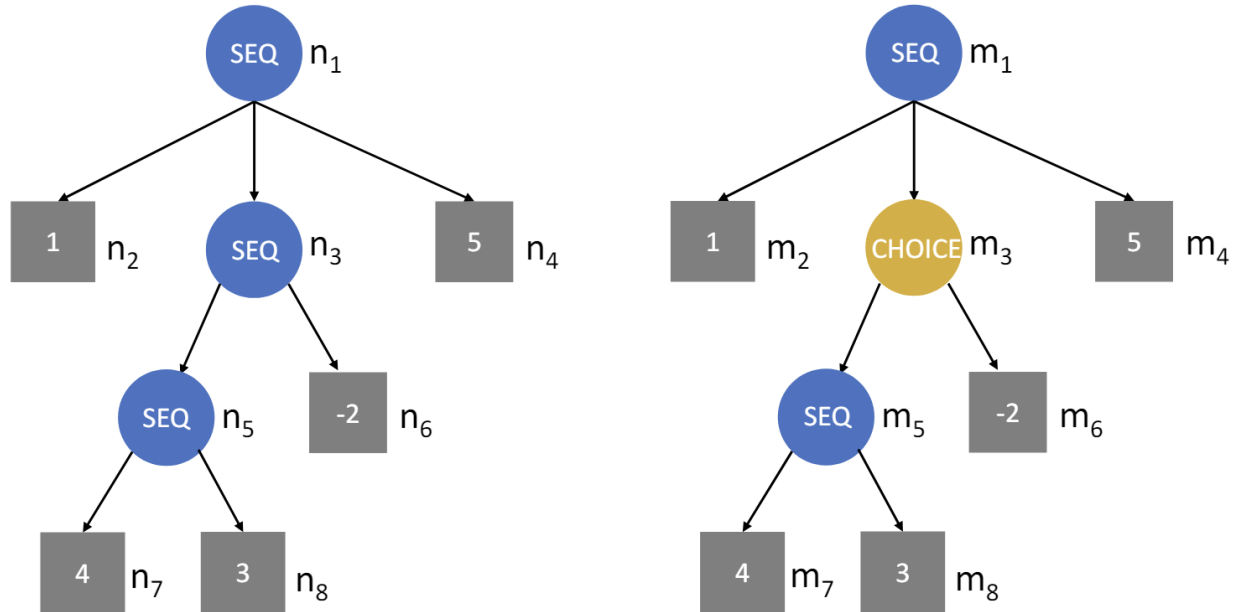 SEQ n₁ SEQ m₁
1 n₂ SEQ n₃ 5 n₄ 1 m₂ CHOICE m₃ 5 m₄
SEQ n₅ -2 n₆ SEQ m₅ -2 m₆
4 n₇ 3 n₈ 4 m₇ 3 m₈